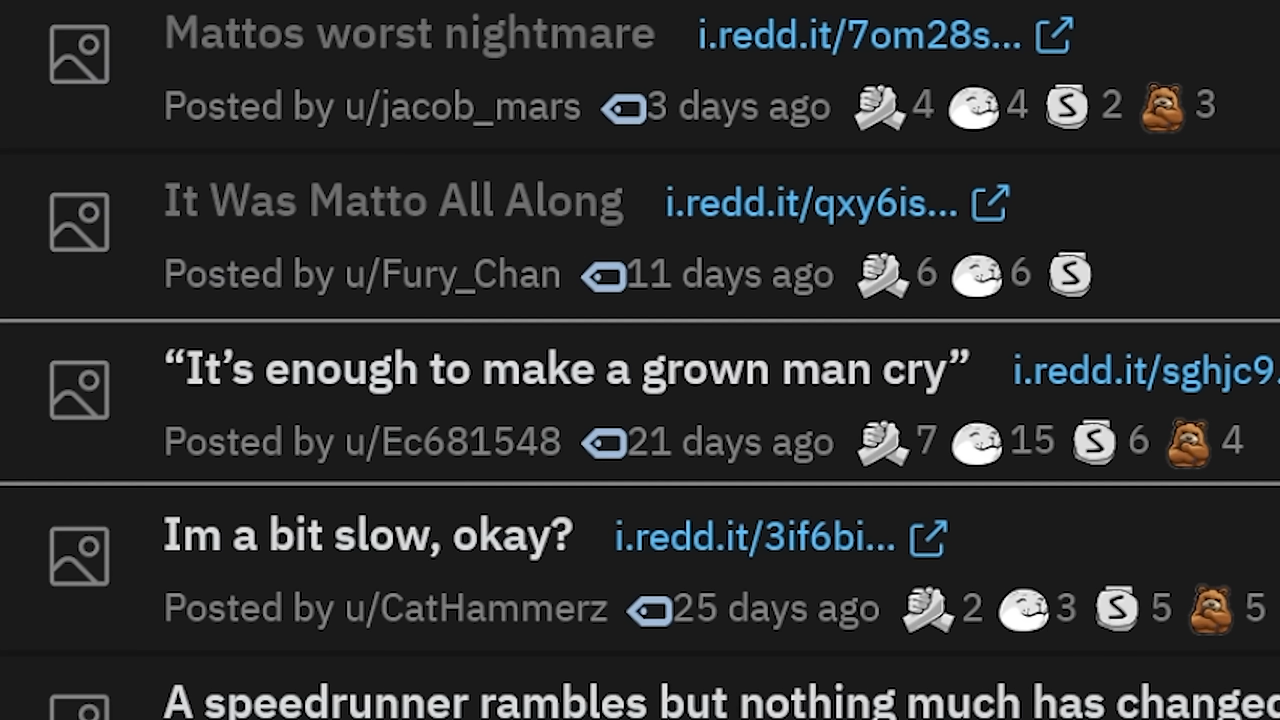 Mattos worst nightmare i.redd.it/7om28s...
Posted by u/jacob_mars 3 days ago 4 4 2 3
It Was Matto All Along i.redd.it/qxy6is...
Posted by u/Fury_Chan 11 days ago 6 6
“It’s enough to make a grown man cry” i.redd.it/sghjc9.
Posted by u/Ec681548 21 days ago 7 15 6 4
Im a bit slow, okay? i.redd.it/3if6bi...
Posted by u/CatHammerz 25 days ago 2 3 5 5
A speedrunner rambles but nothing much has changed